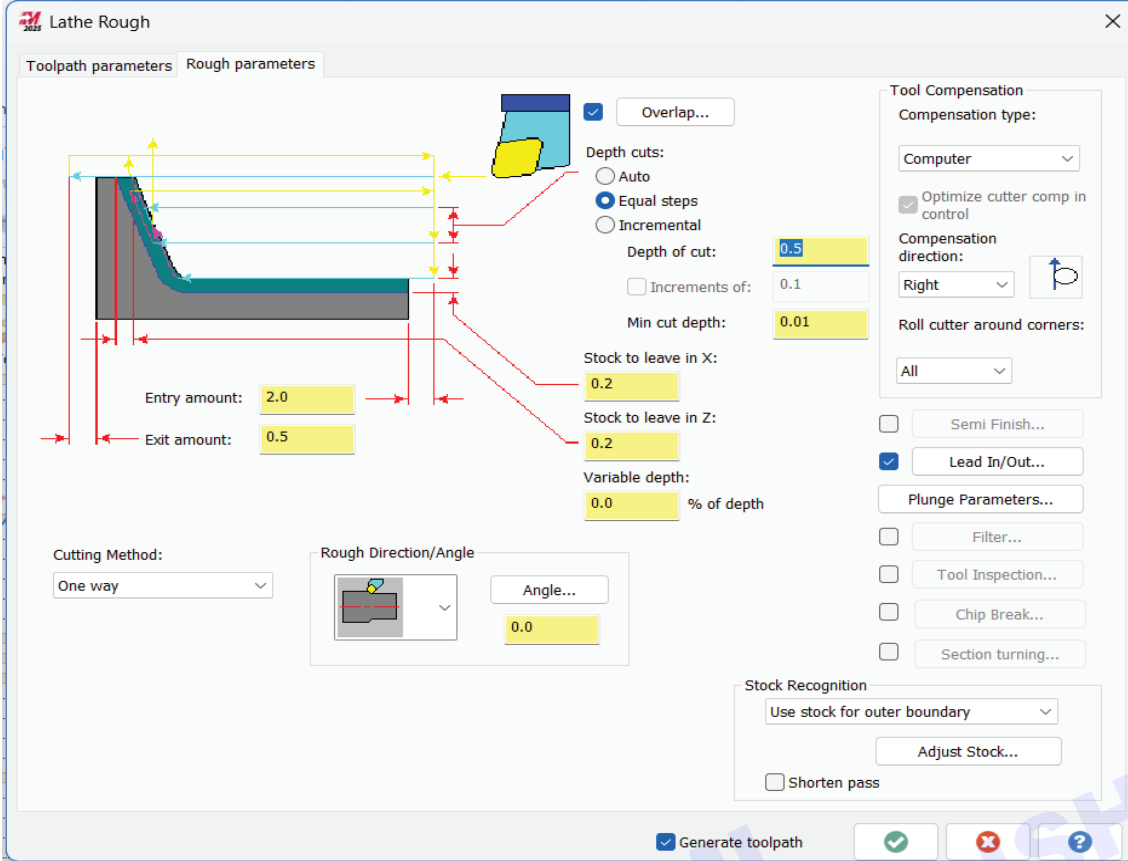 2025
Lathe Rough
Toolpath parameters
Rough parameters
Overlap...
Depth cuts:
Auto
Equal steps
Incremental
Depth of cut:
0.5
Increments of:
0.1
Min cut depth:
0.01
Stock to leave in X:
0.2
Stock to leave in Z:
0.2
Variable depth:
0.0
% of depth
Entry amount:
2.0
Exit amount:
0.5
Cutting Method:
One way
Rough Direction/Angle
Angle...
0.0
Tool Compensation
Compensation type:
Computer
Optimize cutter comp in
control
Compensation
direction:
Right
Roll cutter around corners:
All
Semi Finish...
Lead In/Out...
Plunge Parameters...
Filter...
Tool Inspection...
Chip Break...
Section turning...
Stock Recognition
Use stock for outer boundary
Adjust Stock...
Shorten pass
Generate toolpath
?